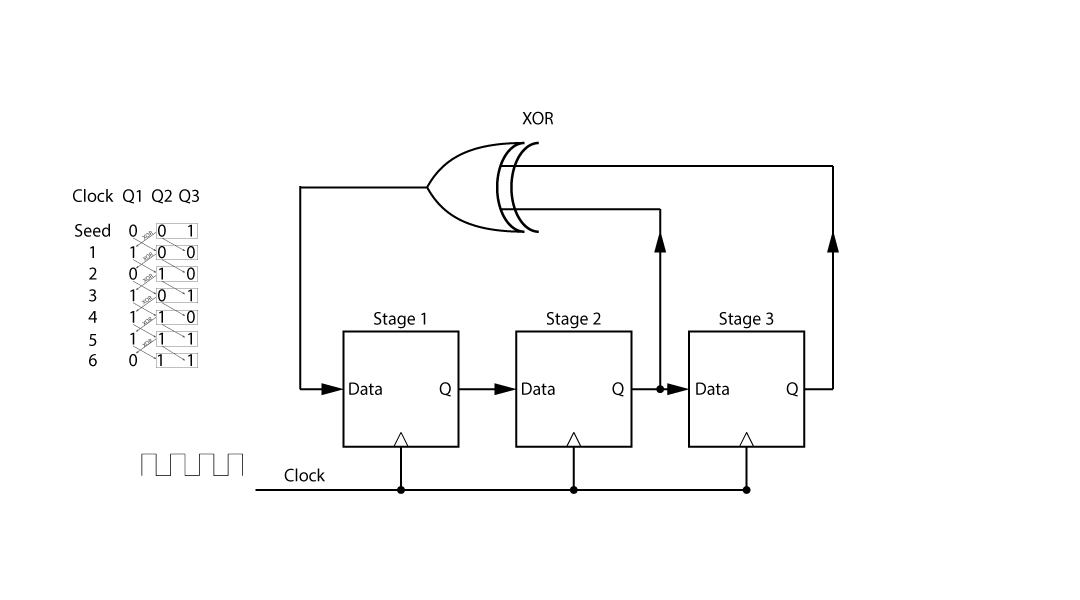 XOR
Clock Q1 Q2 Q3
Seed 0 0 1
1 1 0 0
2 0 1 0
3 1 0 1
4 1 1 0
5 1 1 1
6 0 1 1
XOR
XOR
XOR
XOR
XOR
XOR
Stage 1
Stage 2
Stage 3
Data Q
Data Q
Data Q
Clock